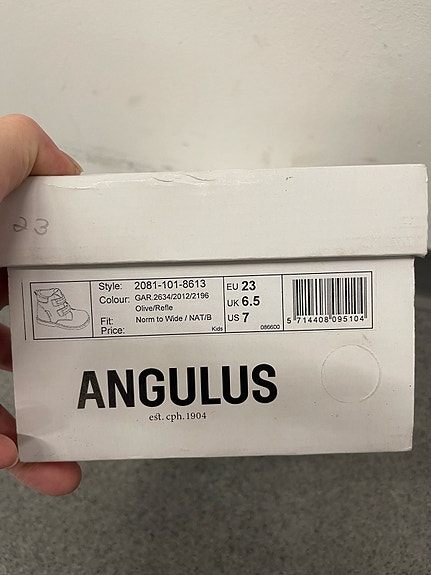 23
Style: 2081-101-8613
Colour: GAR.2634/2012/2196
Olive/Refle
Fit: Norm to Wide / NAT/B
Price:
Kids
EU 23
UK 6.5
US 7
086600
5 714408 095104
ANGULUS
est. cph. 1904